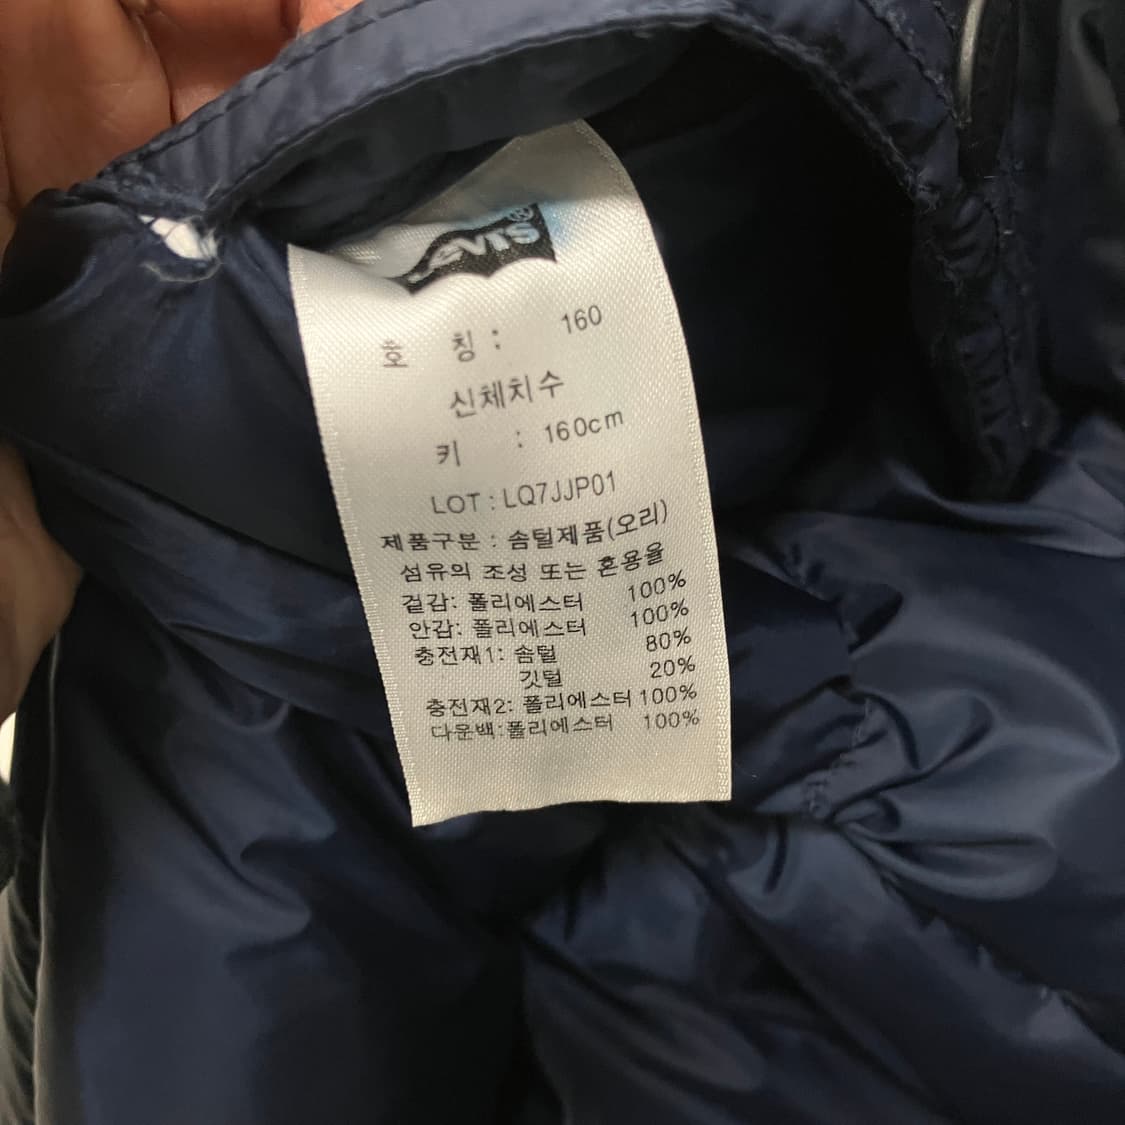 LEVI'S®
호 칭 : 160
신체치수
키 : 160cm
LOT : LQ7JJP01
제품구분 : 솜털제품(오리)
섬유의 조성 또는 혼용율
겉감: 폴리에스터 100%
안감: 폴리에스터 100%
충전재1: 솜털 80%
깃털 20%
충전재2: 폴리에스터 100%
다운백:폴리에스터 100%